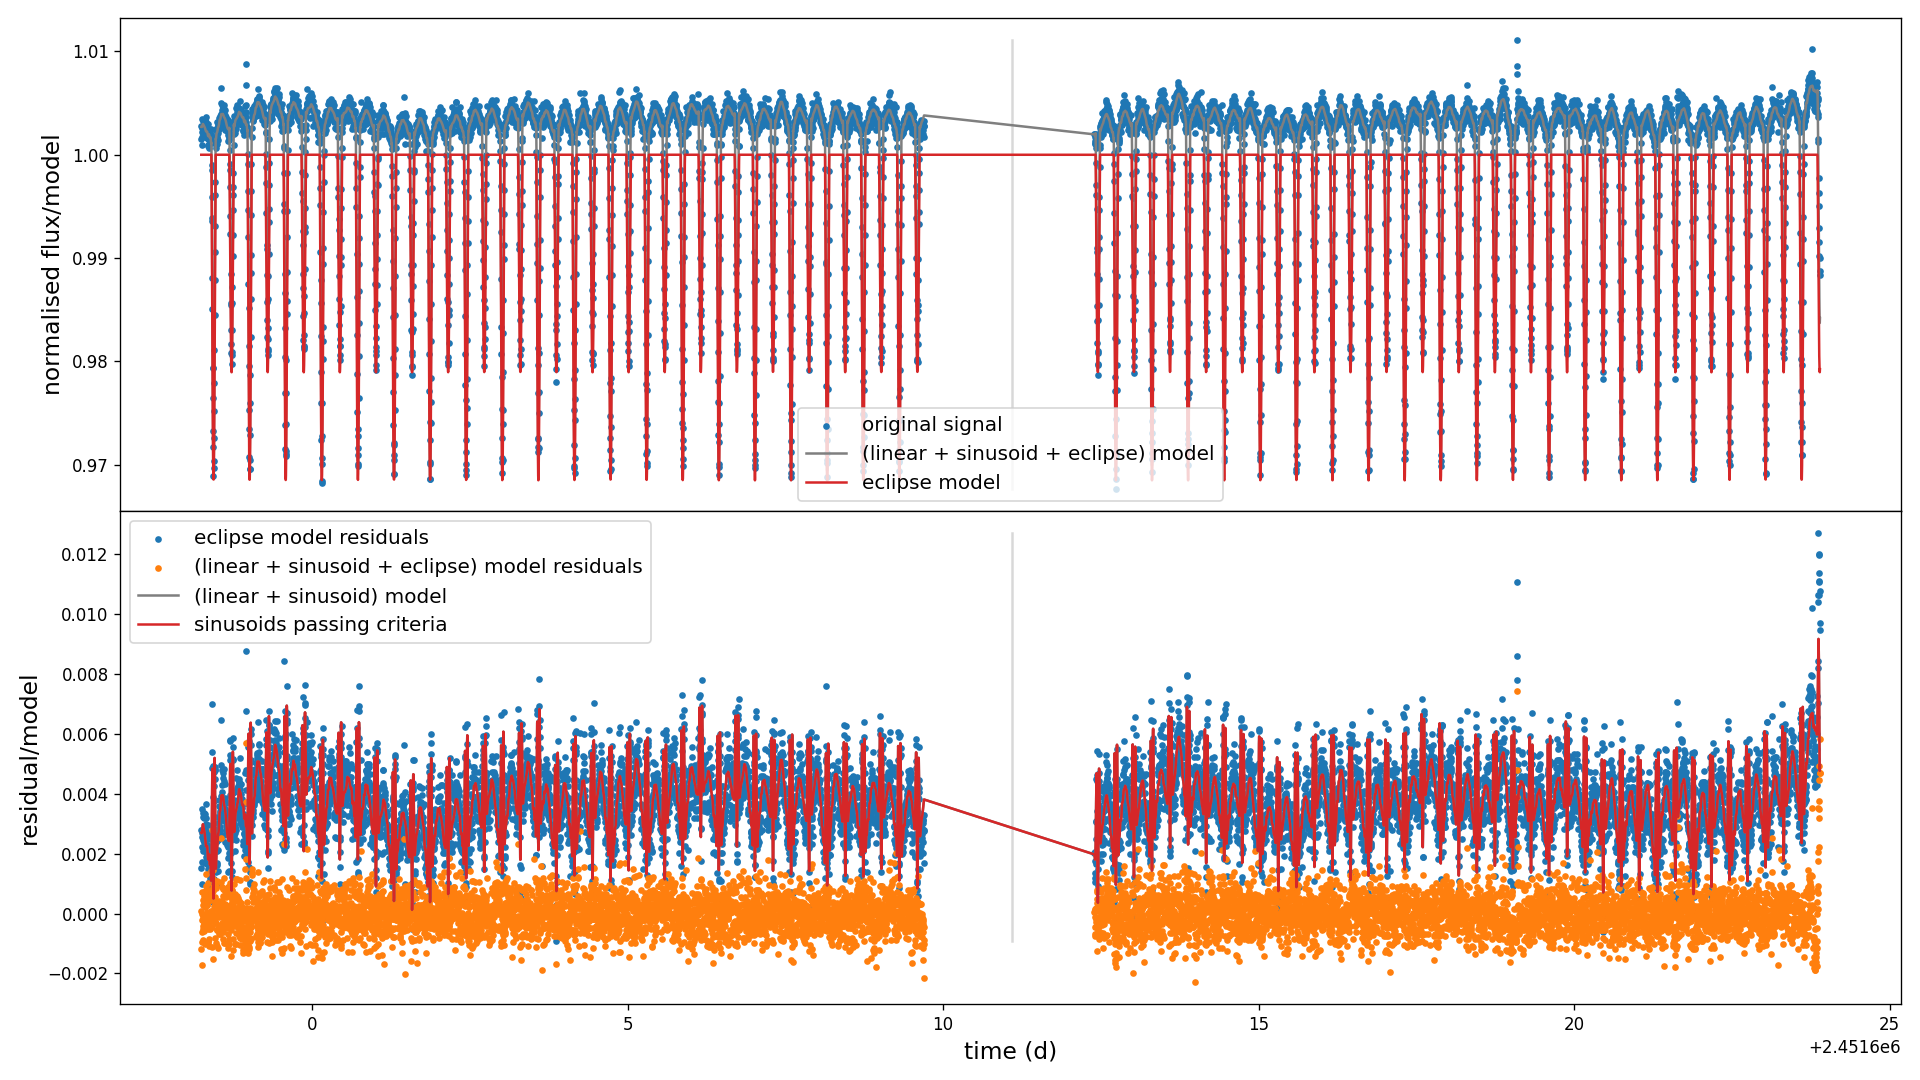 normalised flux/model
1.01
1.00
0.99
0.98
0.97
original signal
(linear + sinusoid + eclipse) model
eclipse model
residual/model
0.012
0.010
0.008
0.006
0.004
0.002
0.000
−0.002
eclipse model residuals
(linear + sinusoid + eclipse) model residuals
(linear + sinusoid) model
sinusoids passing criteria
0
5
10
15
20
25
time (d)
+2.4516e6